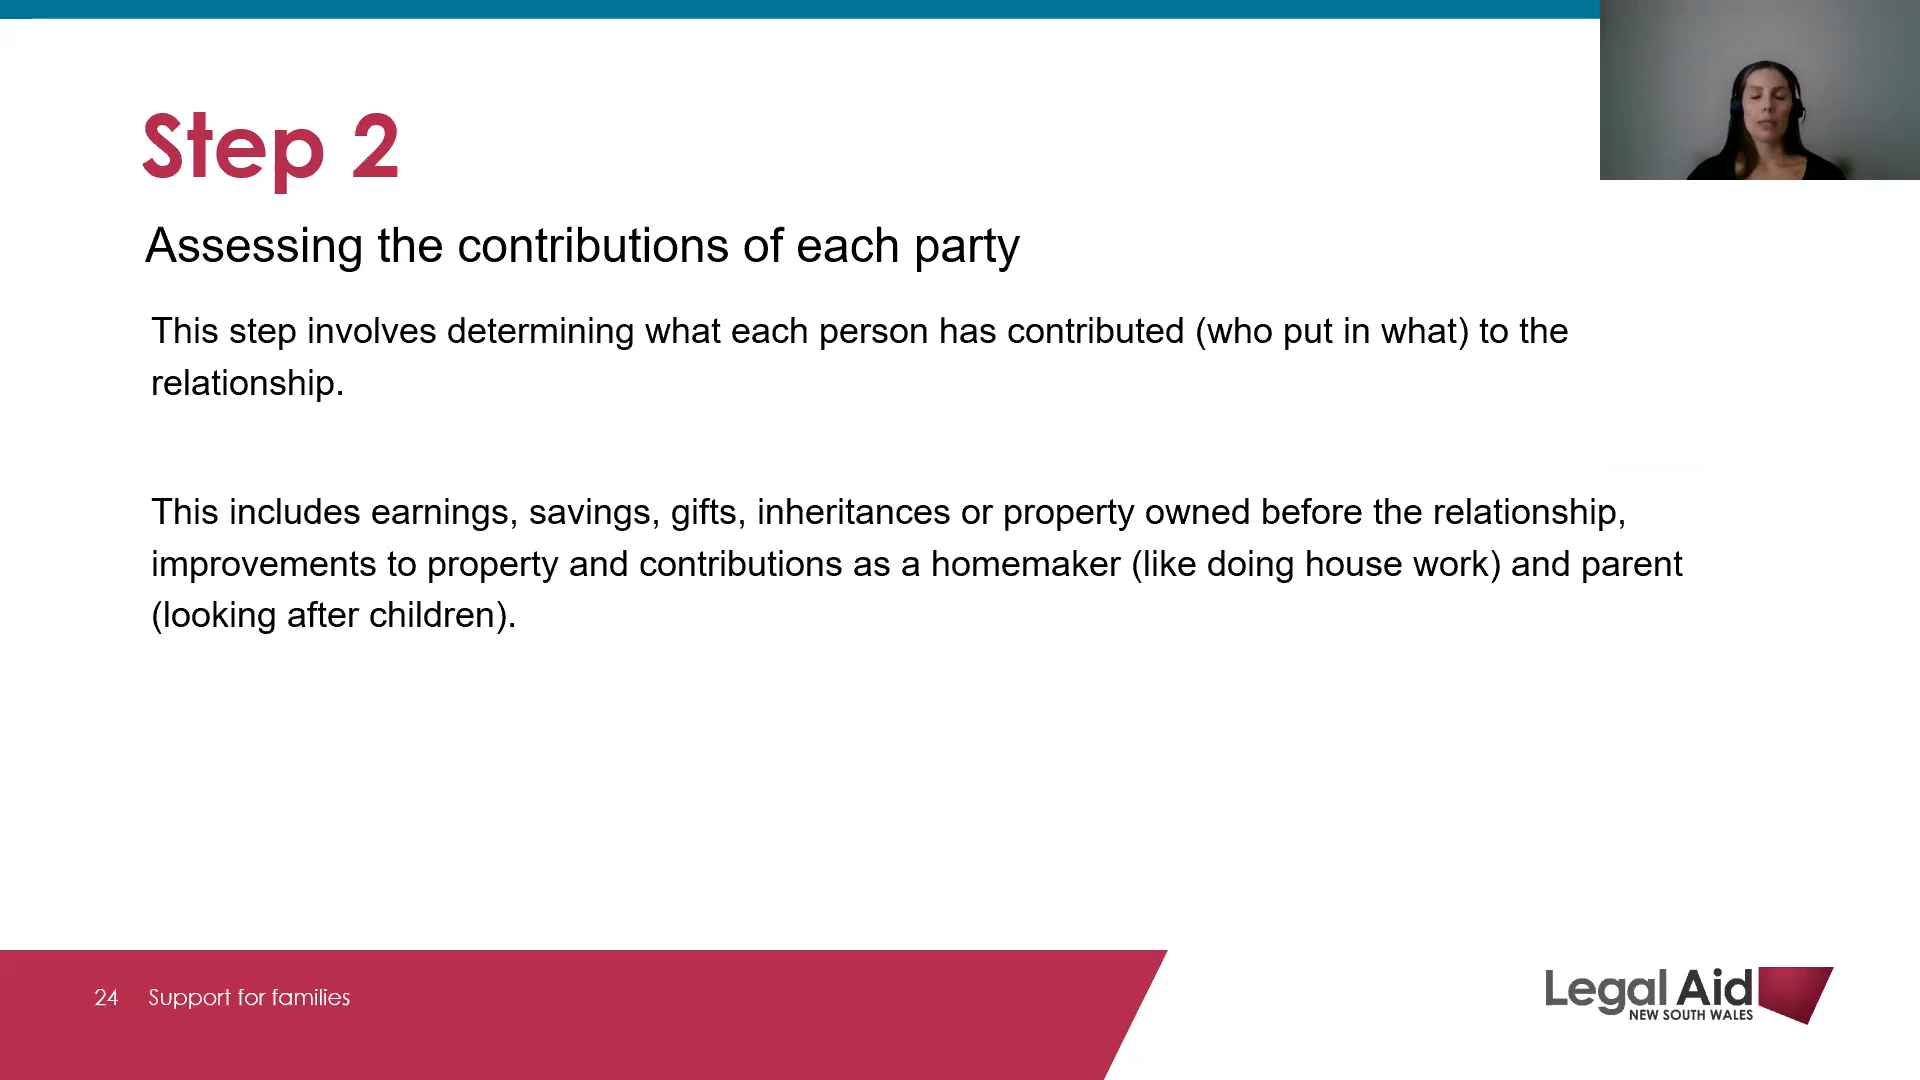 Step 2
Assessing the contributions of each party
This step involves determining what each person has contributed (who put in what) to the
relationship.
This includes earnings, savings, gifts, inheritances or property owned before the relationship,
improvements to property and contributions as a homemaker (like doing house work) and parent
(looking after children).
24 Support for families
Legal Aid
NEW SOUTH WALES